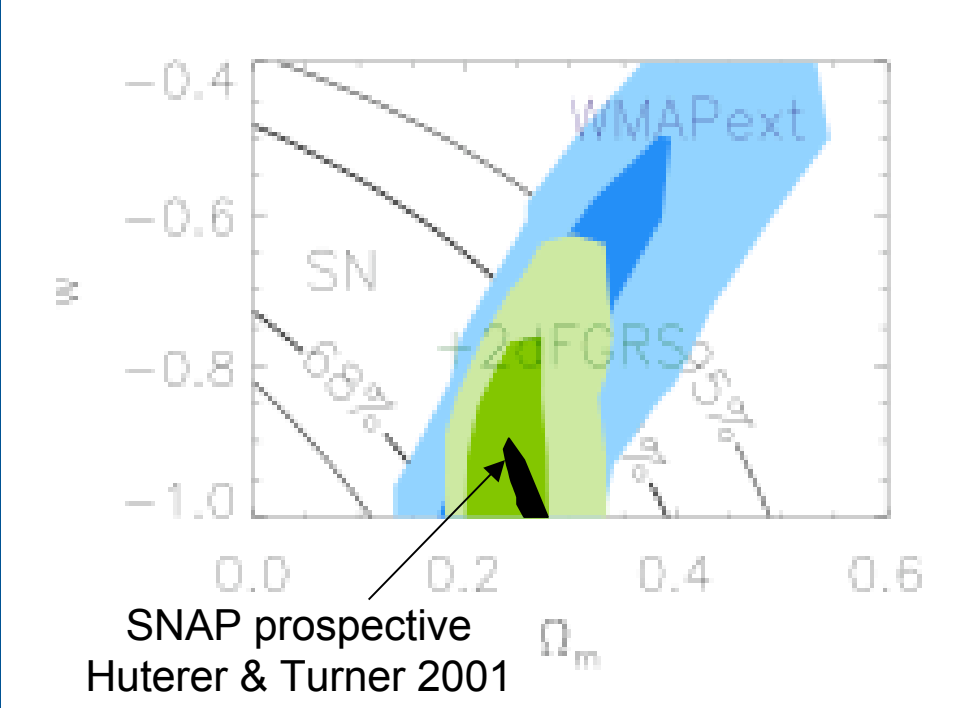 −0.4
WMAPext
−0.6
SN
w
+2dFGRS
−0.8
68%
95%
%
−1.0
0.0 0.2 0.4 0.6
Ωm
SNAP prospective
Huterer & Turner 2001